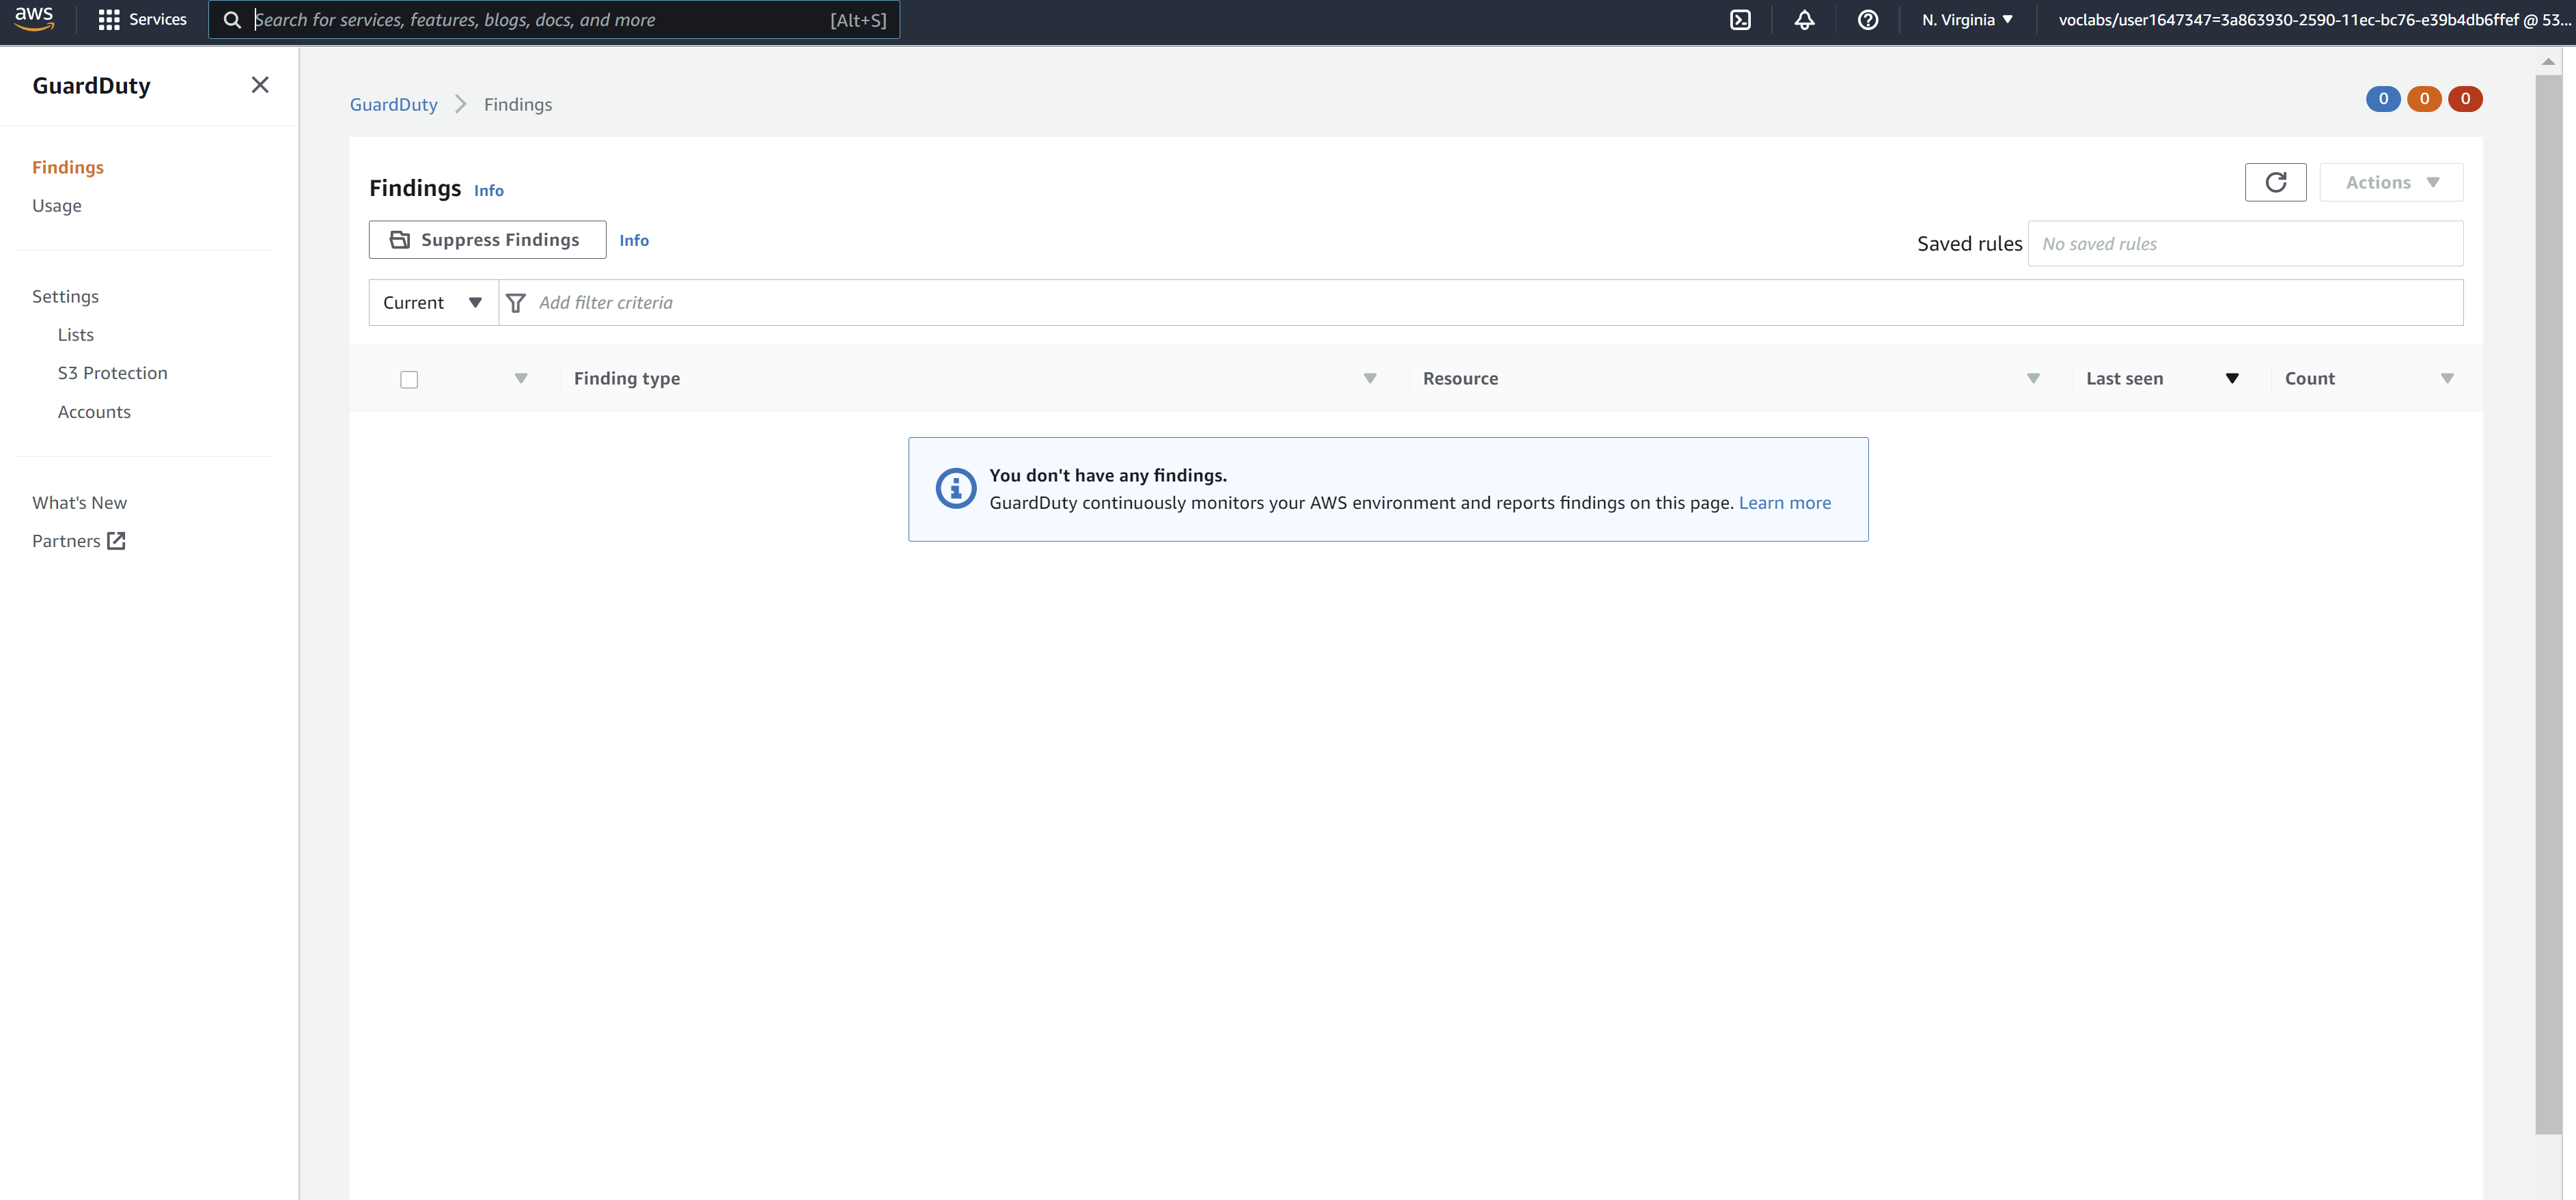 aws Services Search for services, features, blogs, docs, and more [Alt+S] N. Virginia voclabs/user1647347=3a863930-2590-11ec-bc76-e39b4db6ffef @ 53...
GuardDuty
Findings
Usage
Settings
Lists
S3 Protection
Accounts
What's New
Partners
GuardDuty Findings 0 0 0
Findings Info Actions
Suppress Findings Info Saved rules No saved rules
Current Add filter criteria
Finding type Resource Last seen Count
You don't have any findings.
GuardDuty continuously monitors your AWS environment and reports findings on this page. Learn more